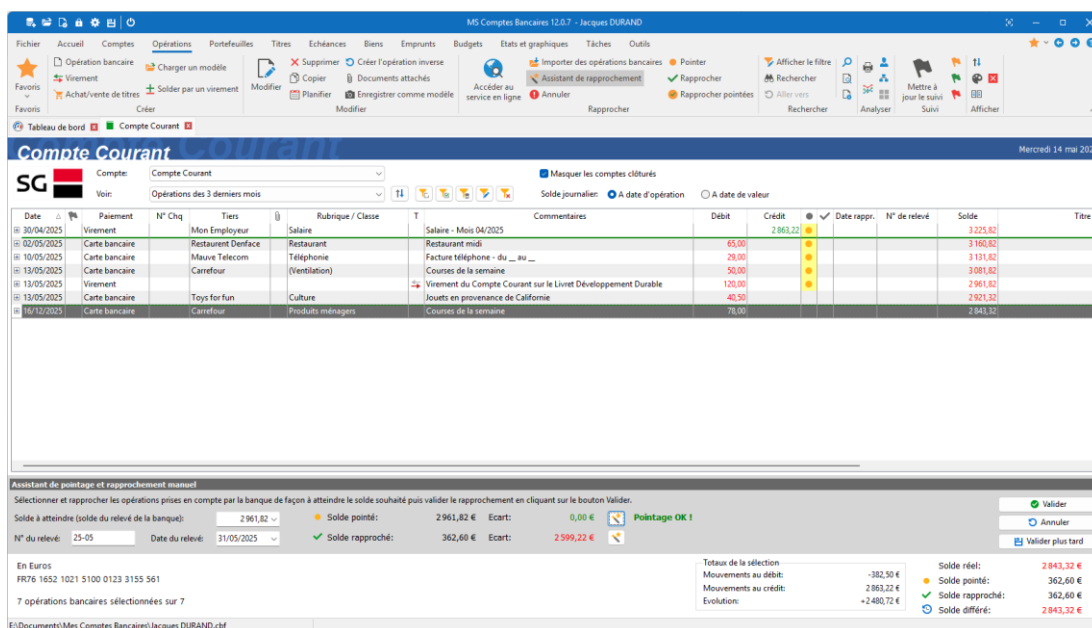 MS Comptes Bancaires 12.0.7 - Jacques DURAND
Fichier Accueil Comptes Opérations Portefeuilles Titres Echéances Biens Emprunts Budgets Etats et graphiques Tâches Outils
Favoris
Favoris
Opération bancaire
Virement
Achat/vente de titres
Charger un modèle
Solder par un virement
Créer
Modifier
Supprimer
Copier
Planifier
Créer l'opération inverse
Documents attachés
Enregistrer comme modèle
Modifier
Accéder au
service en ligne
Importer des opérations bancaires
Assistant de rapprochement
Annuler
Pointer
Rapprocher
Rapprocher pointées
Rapprocher
Afficher le filtre
Rechercher
Aller vers
Rechercher
Analyser
Mettre à
jour le suivi
Suivi
Afficher
Tableau de bord Compte Courant
Compte Courant
Mercredi 14 mai 202
SG
Compte: Compte Courant Masquer les comptes clôturés
Voir: Opérations des 3 derniers mois Solde journalier: A date d'opération A date de valeur
Date Paiement N° Chq Tiers Rubrique / Classe T Commentaires Débit Crédit Date rappr. N° de relevé Solde Titre
30/04/2025 Virement Mon Employeur Salaire Salaire - Mois 04/2025 2 863,22 3 225,82
02/05/2025 Carte bancaire Restaurent Denface Restaurant Restaurant midi 65,00 3 160,82
10/05/2025 Carte bancaire Mauve Telecom Téléphonie Facture téléphone - du __ au __ 29,00 3 131,82
13/05/2025 Carte bancaire Carrefour (Ventilation) Courses de la semaine 50,00 3 081,82
13/05/2025 Virement Virement du Compte Courant sur le Livret Développement Durable 120,00 2 961,82
13/05/2025 Carte bancaire Toys for fun Culture Jouets en provenance de Californie 40,50 2 921,32
16/12/2025 Carte bancaire Carrefour Produits ménagers Courses de la semaine 78,00 2 843,32
Assistant de pointage et rapprochement manuel
Sélectionner et rapprocher les opérations prises en compte par la banque de façon à atteindre le solde souhaité puis valider le rapprochement en cliquant sur le bouton Valider.
Solde à atteindre (solde du relevé de la banque): 2 961,82 Solde pointé: 2 961,82 € Ecart: 0,00 € Pointage OK !
N° du relevé: 25-05 Date du relevé: 31/05/2025 Solde rapproché: 362,60 € Ecart: 2 599,22 €
Valider
Annuler
Valider plus tard
En Euros
FR76 1652 1021 5100 0123 3155 561
7 opérations bancaires sélectionnées sur 7
Totaux de la sélection
Mouvements au débit: -382,50 €
Mouvements au crédit: 2 863,22 €
Evolution: +2 480,72 €
Solde réel: 2 843,32 €
Solde pointé: 362,60 €
Solde rapproché: 362,60 €
Solde différé: 2 843,32 €
E:\Documents\Mes Comptes Bancaires\Jacques DURAND.cbf